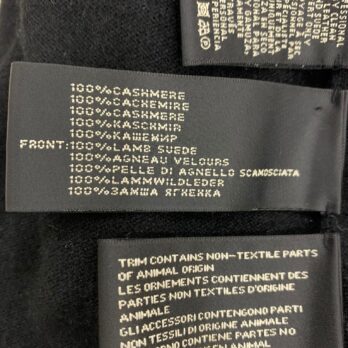 100%CASHMERE
100%CACHEMIRE
100%CASHMERE
100%KASCHMIR
100%КАШЕМИР
FRONT:100%LAMB SUEDE
100%AGNEAU VELOURS
100%PELLE DI AGNELLO SCAMOSCIATA
100%LAMMWILDLEDER
100%ЗАМША ЯГНЕНКА
TRIM CONTAINS NON-TEXTILE PARTS
OF ANIMAL ORIGIN
LES ORNEMENTS CONTIENNENT DES
PARTIES NON TEXTILES D'ORIGINE
ANIMALE
GLI ACCESSORI CONTENGONO PARTI
NON TESSILI DI ORIGINE ANIMALE